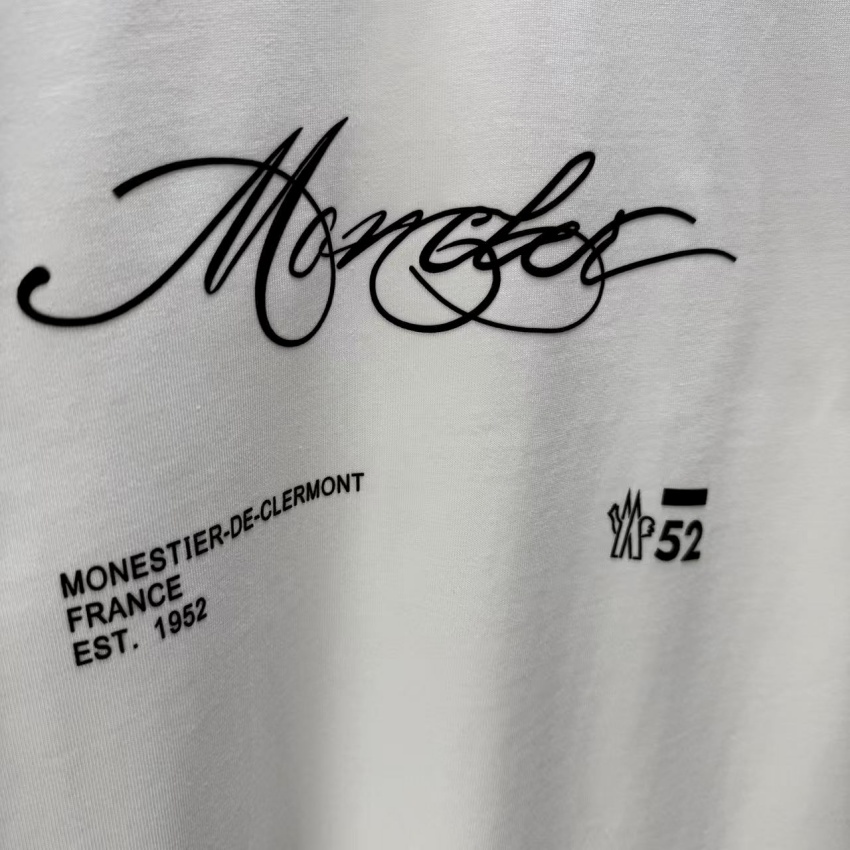 Moncler
MONESTIER-DE-CLERMONT
FRANCE
EST. 1952
52